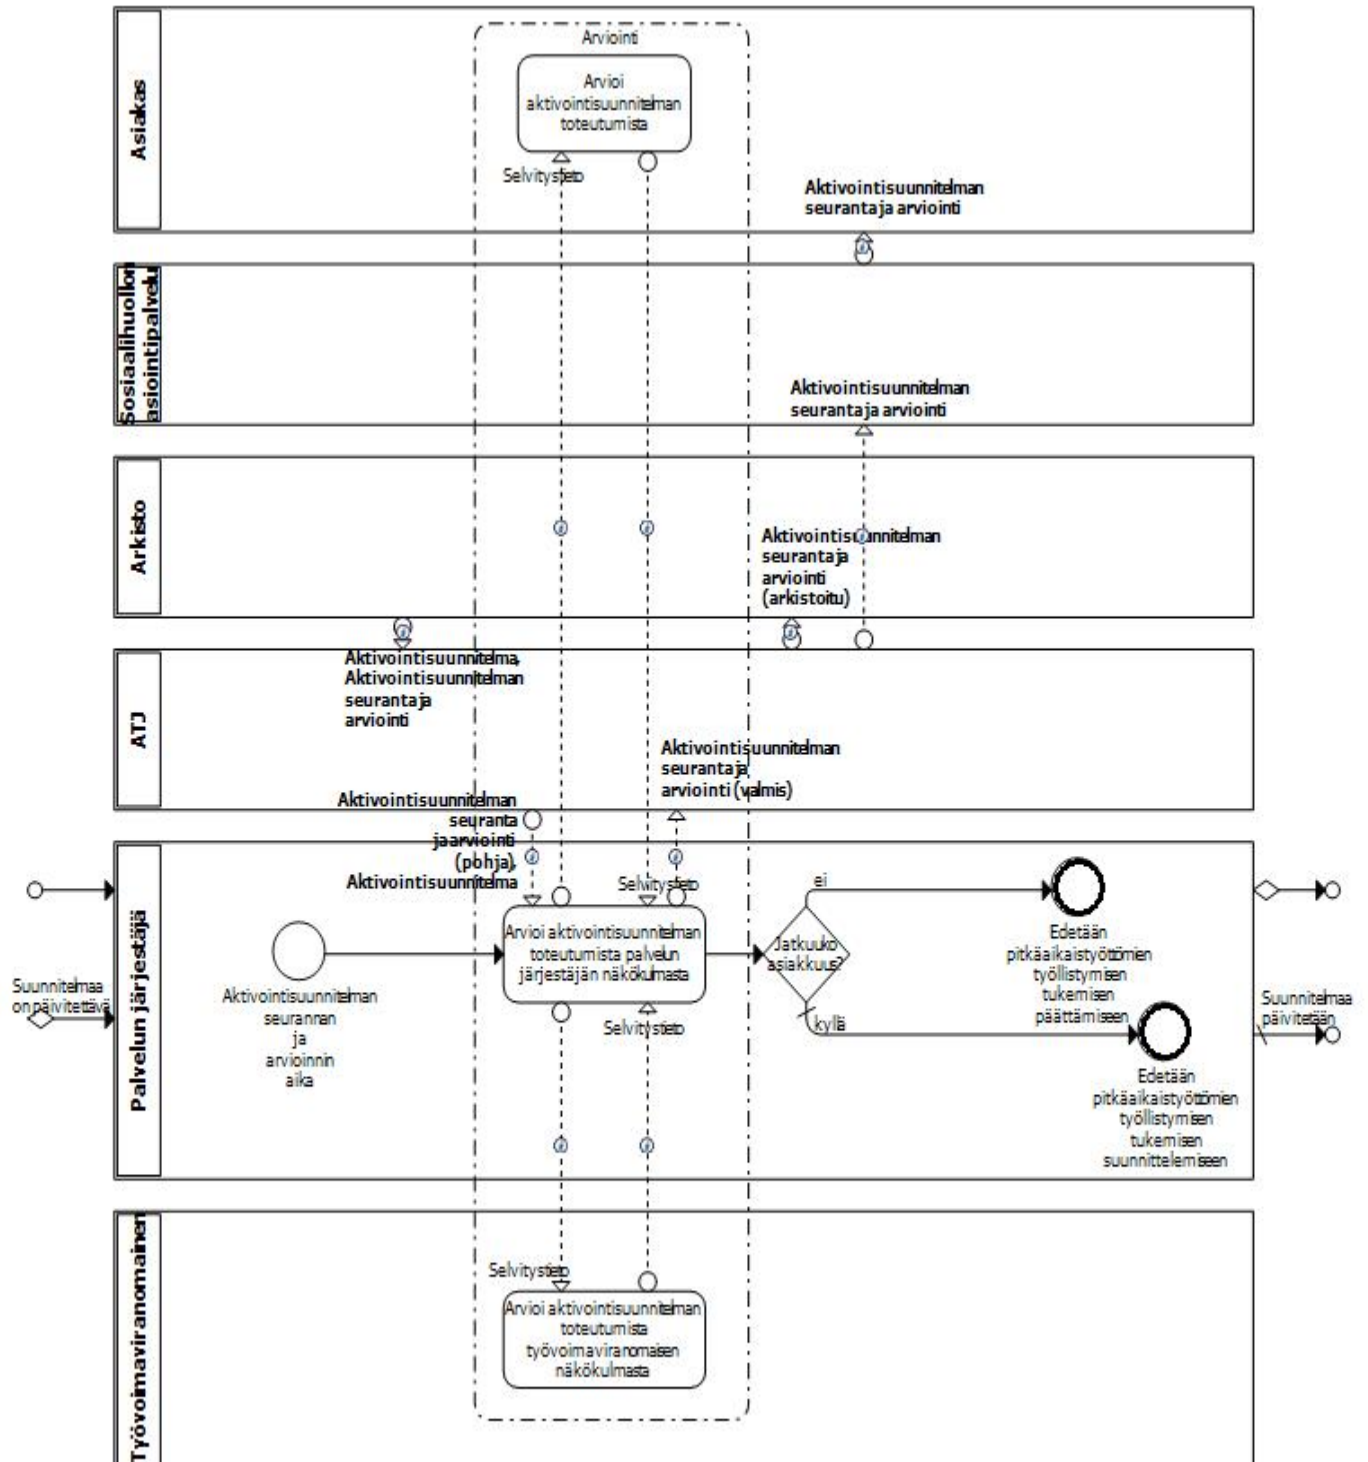 Asiakas
Arviointi
Arvioi
aktivointisuunnitelman
toteutumista
Selvitystieto
Aktivointisuunnitelman
seuranta ja arviointi
Sosiaalihuollon
asiointipalvelu
Aktivointisuunnitelman
seuranta ja arviointi
Arkisto
Aktivointisuunnitelman
seuranta ja
arviointi
(arkistoitu)
ATJ
Aktivointisuunnitelma,
Aktivointisuunnitelman
seuranta ja
arviointi
Aktivointisuunnitelman
seuranta ja
arviointi (valmis)
Aktivointisuunnitelman
seuranta
ja arviointi
(pohja),
Aktivointisuunnitelma
Palvelun järjestäjä
Suunnitelmaa
on päivitettävä
Aktivointisuunnitelman
seurannan
ja
arvioinnin
aika
Selvitystieto
Arvioi aktivointisuunnitelman
toteutumista palvelun
järjestäjän näkökulmasta
Selvitystieto
Jatkuuko
asiakkuus?
ei
kyllä
Edetään
pitkäaikaistyöttömien
työllistymisen
tukemisen
päättämiseen
Edetään
pitkäaikaistyöttömien
työllistymisen
tukemisen
suunnittelemiseen
Suunnitelmaa
päivitetään
Työvoimaviranomainen
Selvitystieto
Arvioi aktivointisuunnitelman
toteutumista
työvoimaviranomaisen
näkökulmasta